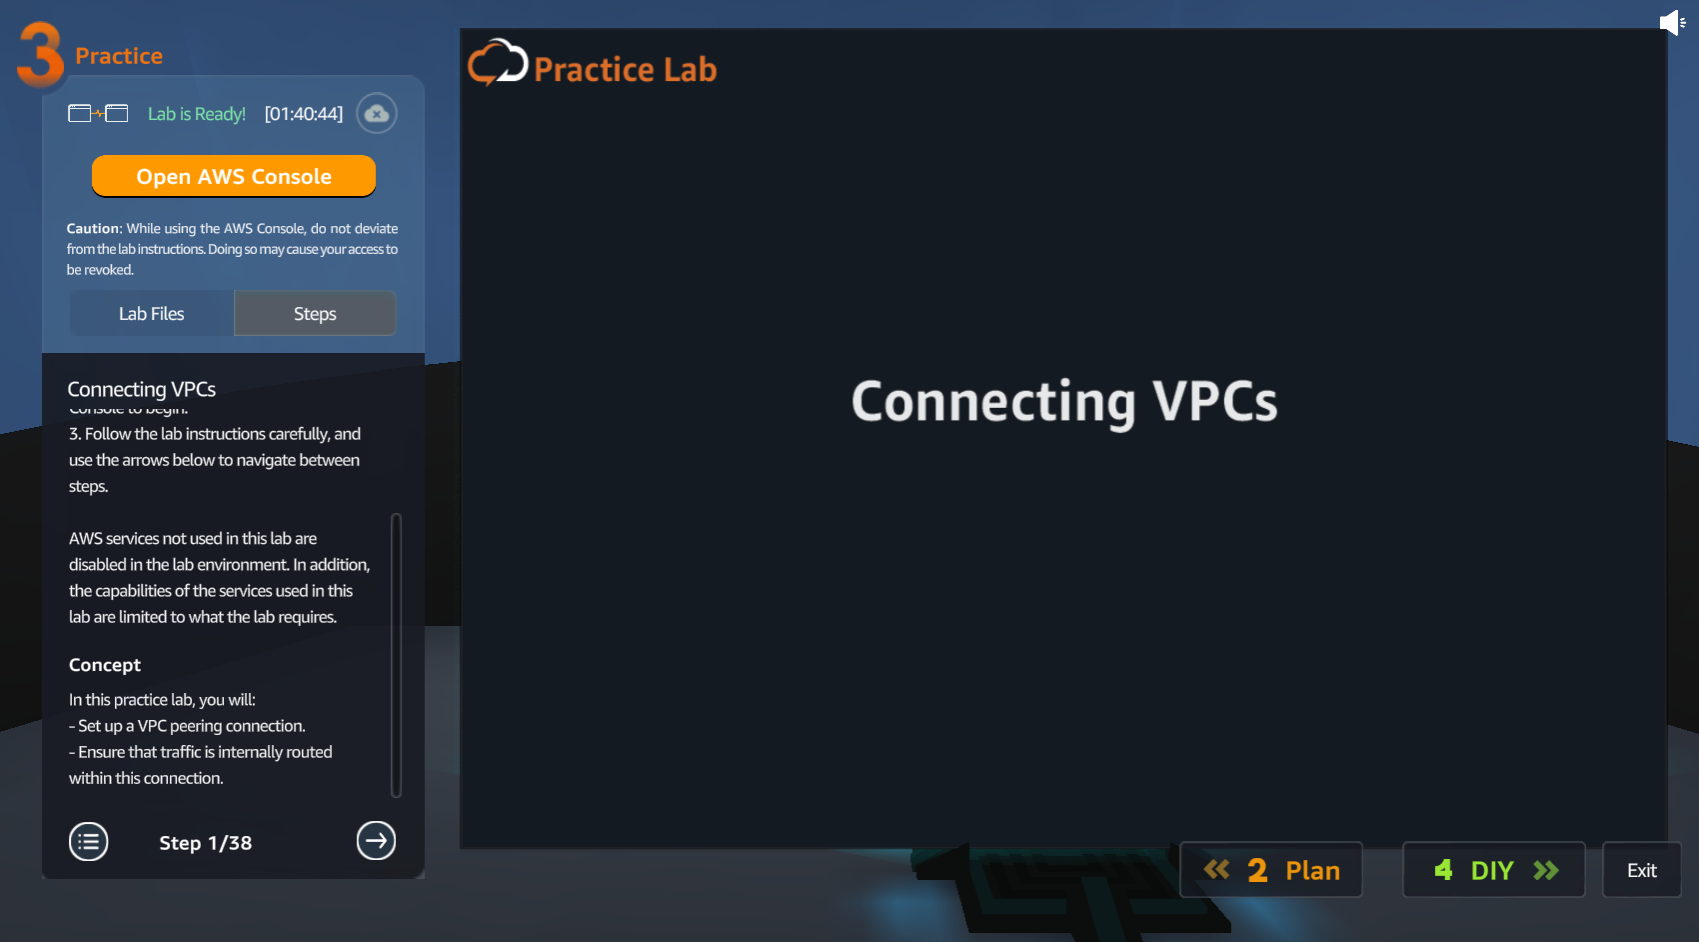 3 Practice
Lab is Ready! [01:40:44]
Open AWS Console
Caution: While using the AWS Console, do not deviate
from the lab instructions. Doing so may cause your access to
be revoked.
Lab Files
Steps
Connecting VPCs
Console to begin.
3. Follow the lab instructions carefully, and
use the arrows below to navigate between
steps.
AWS services not used in this lab are
disabled in the lab environment. In addition,
the capabilities of the services used in this
lab are limited to what the lab requires.
Concept
In this practice lab, you will:
- Set up a VPC peering connection.
- Ensure that traffic is internally routed
within this connection.
Step 1/38
Practice Lab
Connecting VPCs
2 Plan
4 DIY
Exit